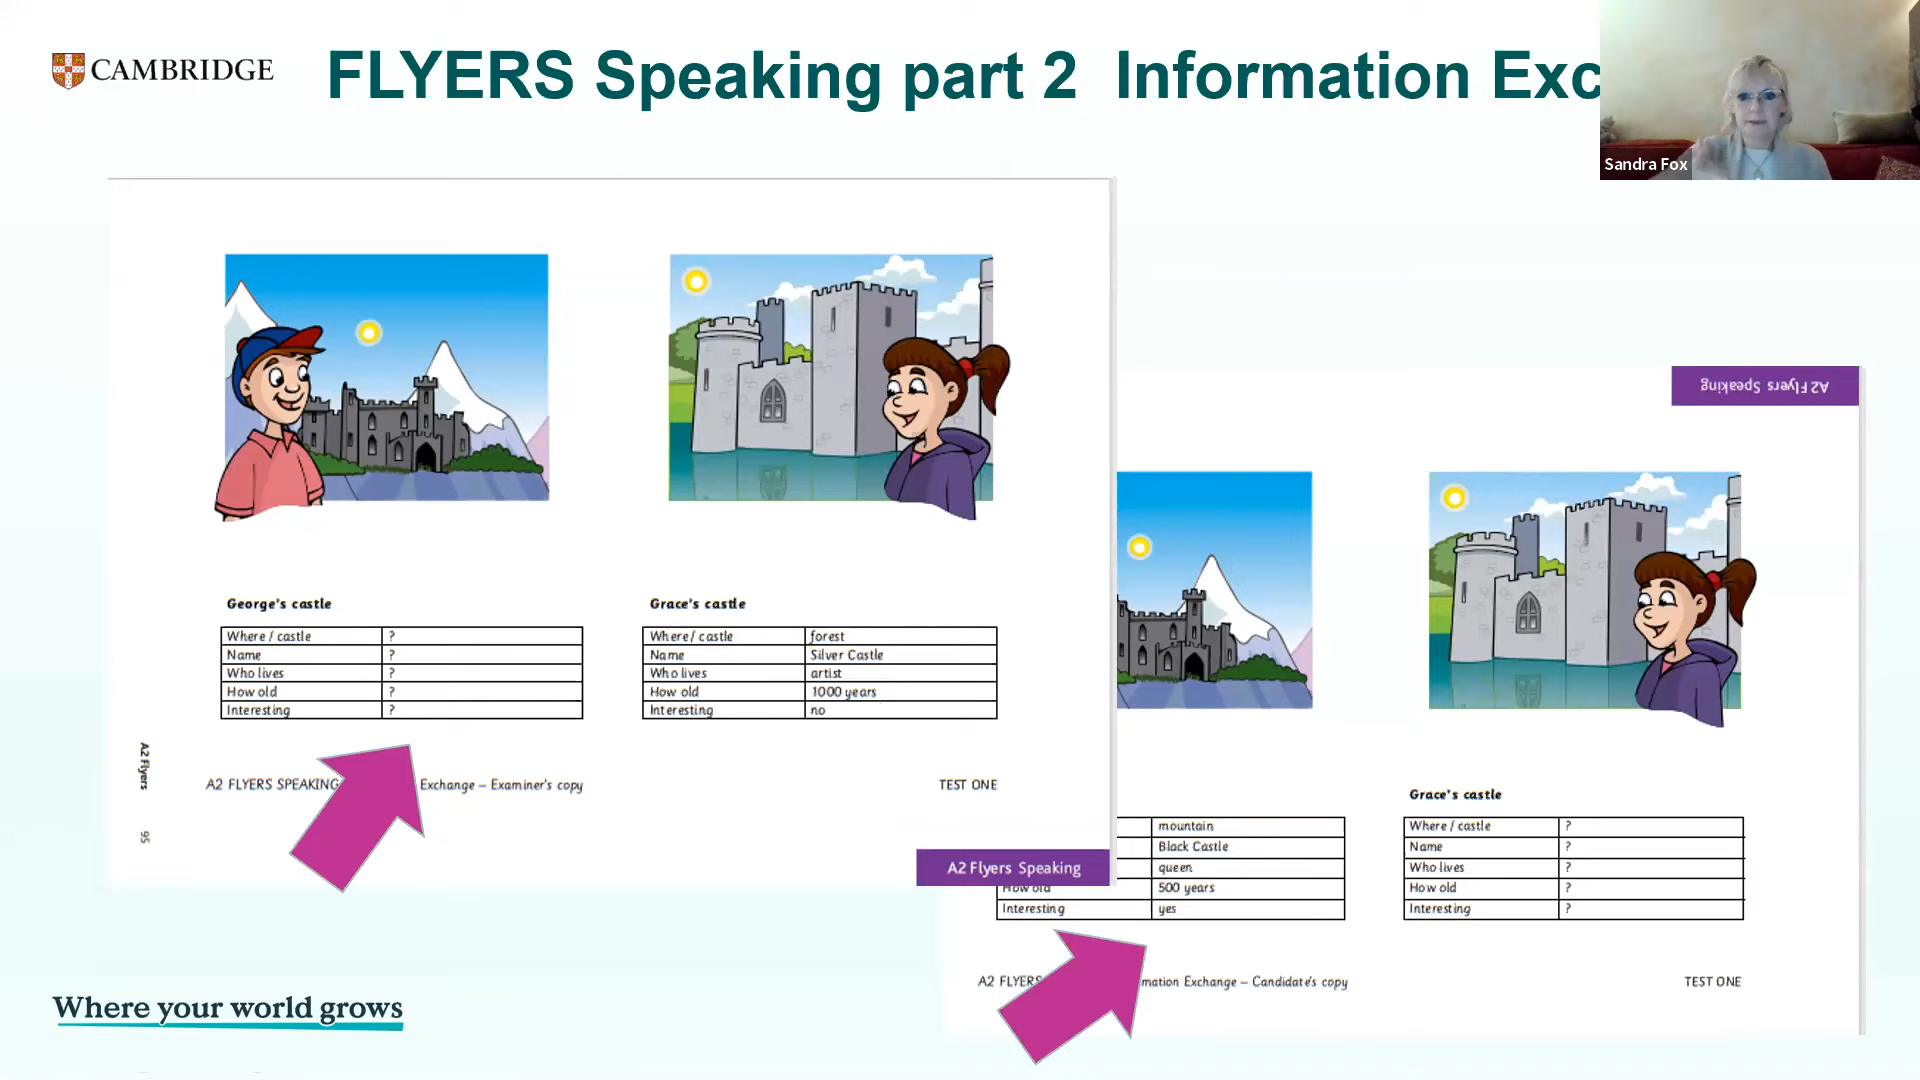 CAMBRIDGE
FLYERS Speaking part 2 Information Exc
Sandra Fox
George's castle
Where / castle ?
Name ?
Who lives ?
How old ?
Interesting ?
Grace's castle
Where / castle forest
Name Silver Castle
Who lives artist
How old 1000 years
Interesting no
A2 Flyers
95
A2 FLYERS SPEAKING Exchange – Examiner's copy
TEST ONE
A2 Flyers Speaking
A2 Flyers Speaking
mountain
Black Castle
queen
How old 500 years
Interesting yes
Grace's castle
Where / castle ?
Name ?
Who lives ?
How old ?
Interesting ?
A2 FLYERS mation Exchange – Candidate's copy
TEST ONE
Where your world grows